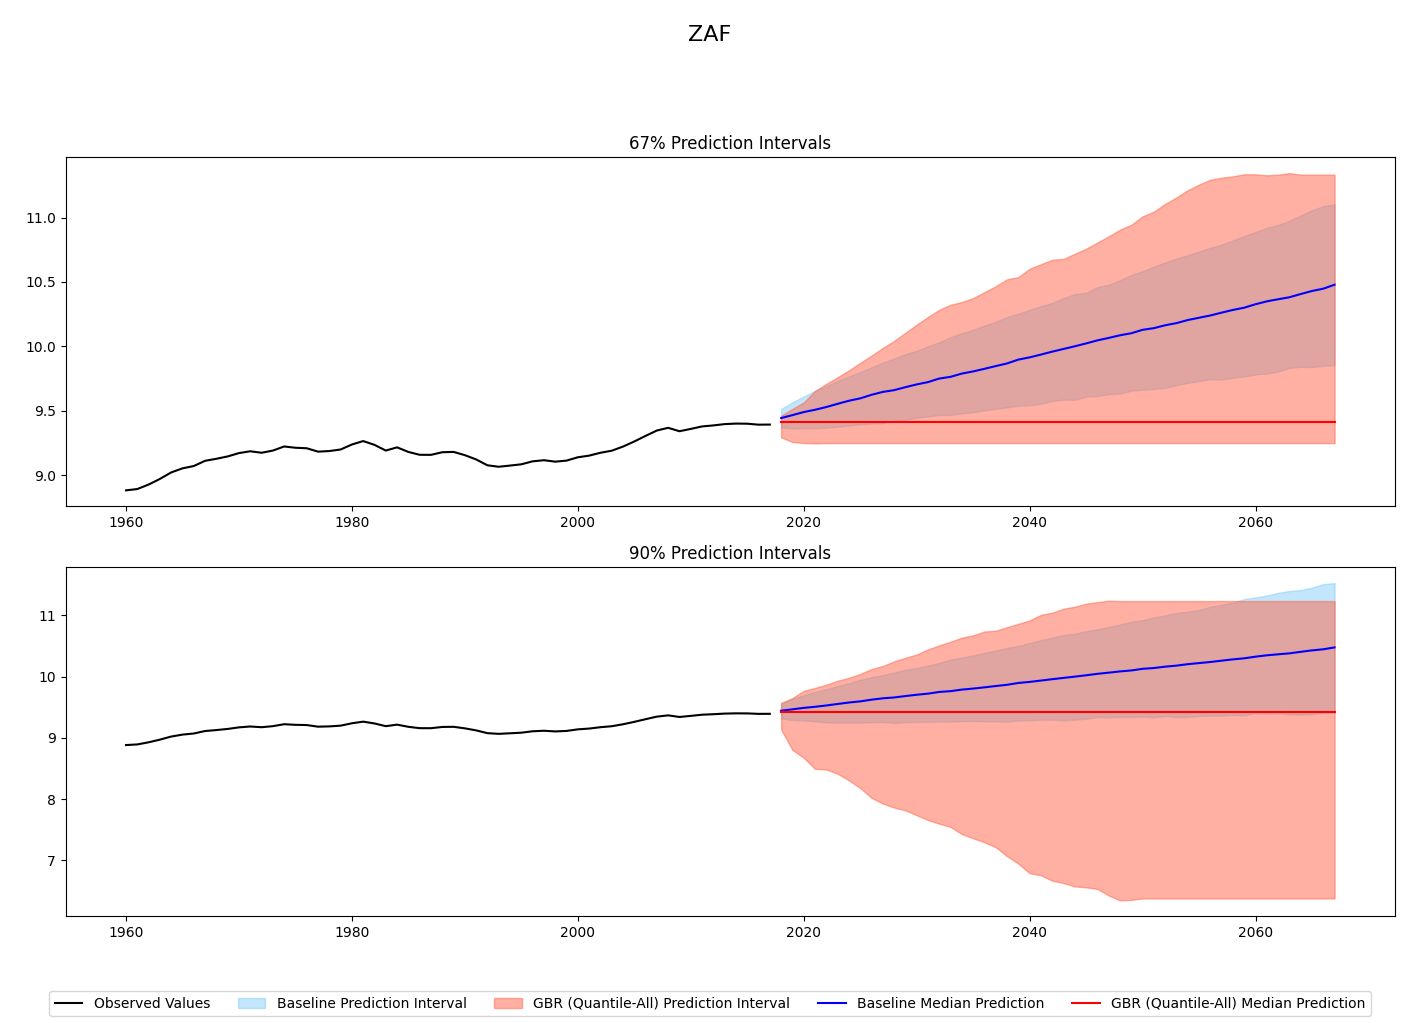 ZAF
67% Prediction Intervals
11.0
10.5
10.0
9.5
9.0
1960 1980 2000 2020 2040 2060
90% Prediction Intervals
11
10
9
8
7
1960 1980 2000 2020 2040 2060
Observed Values Baseline Prediction Interval GBR (Quantile-All) Prediction Interval Baseline Median Prediction GBR (Quantile-All) Median Prediction